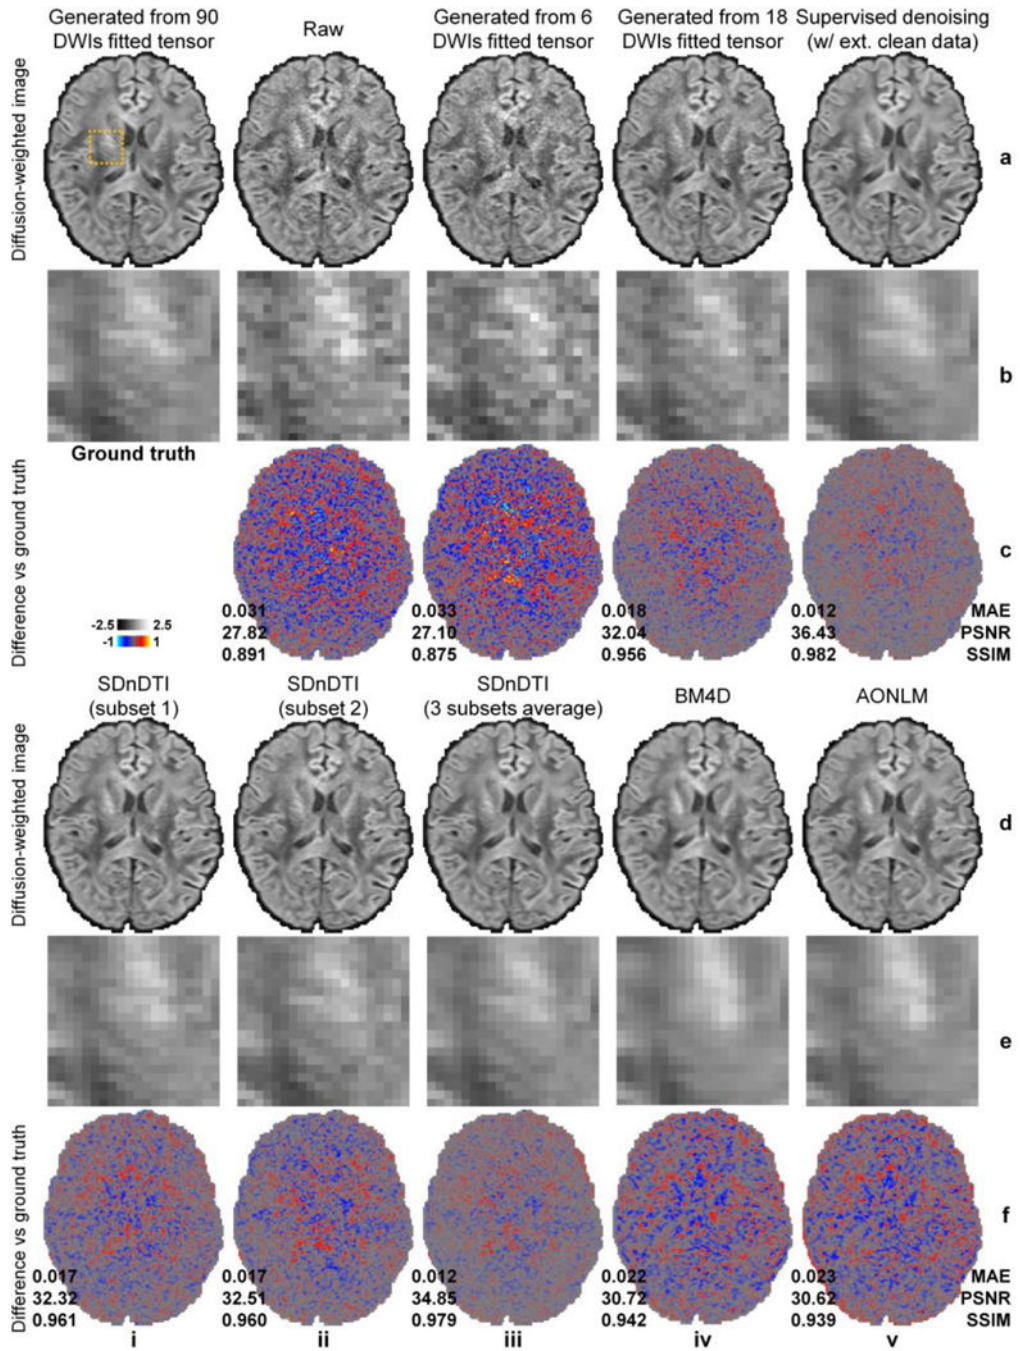 Generated from 90
DWIs fitted tensor
Raw
Generated from 6
DWIs fitted tensor
Generated from 18
DWIs fitted tensor
Supervised denoising
(w/ ext. clean data)
Diffusion-weighted image
a
b
Ground truth
Difference vs ground truth
c
-2.5 2.5
-1 1
0.031 0.033 0.018 0.012 MAE
27.82 27.10 32.04 36.43 PSNR
0.891 0.875 0.956 0.982 SSIM
SDnDTI
(subset 1)
SDnDTI
(subset 2)
SDnDTI
(3 subsets average)
BM4D
AONLM
Diffusion-weighted image
d
e
Difference vs ground truth
f
0.017 0.017 0.012 0.022 0.023 MAE
32.32 32.51 34.85 30.72 30.62 PSNR
0.961 0.960 0.979 0.942 0.939 SSIM
i ii iii iv v